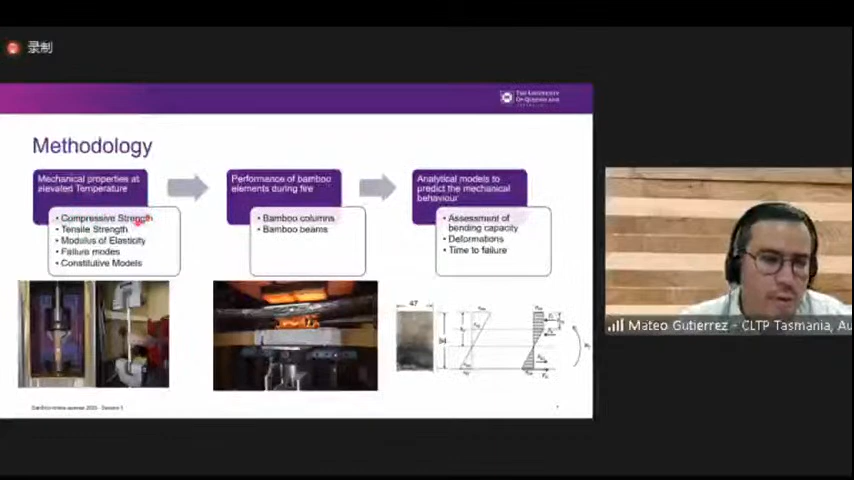 录制
THE UNIVERSITY
OF QUEENSLAND
AUSTRALIA
Methodology
Mechanical properties at
elevated Temperature
• Compressive Strength
• Tensile Strength
• Modulus of Elasticity
• Failure modes
• Constitutive Models
Performance of bamboo
elements during fire
• Bamboo columns
• Bamboo beams
Analytical models to
predict the mechanical
behaviour
• Assessment of
bending capacity
• Deformations
• Time to failure
47
94
Mateo Gutierrez - CLTP Tasmania, Au